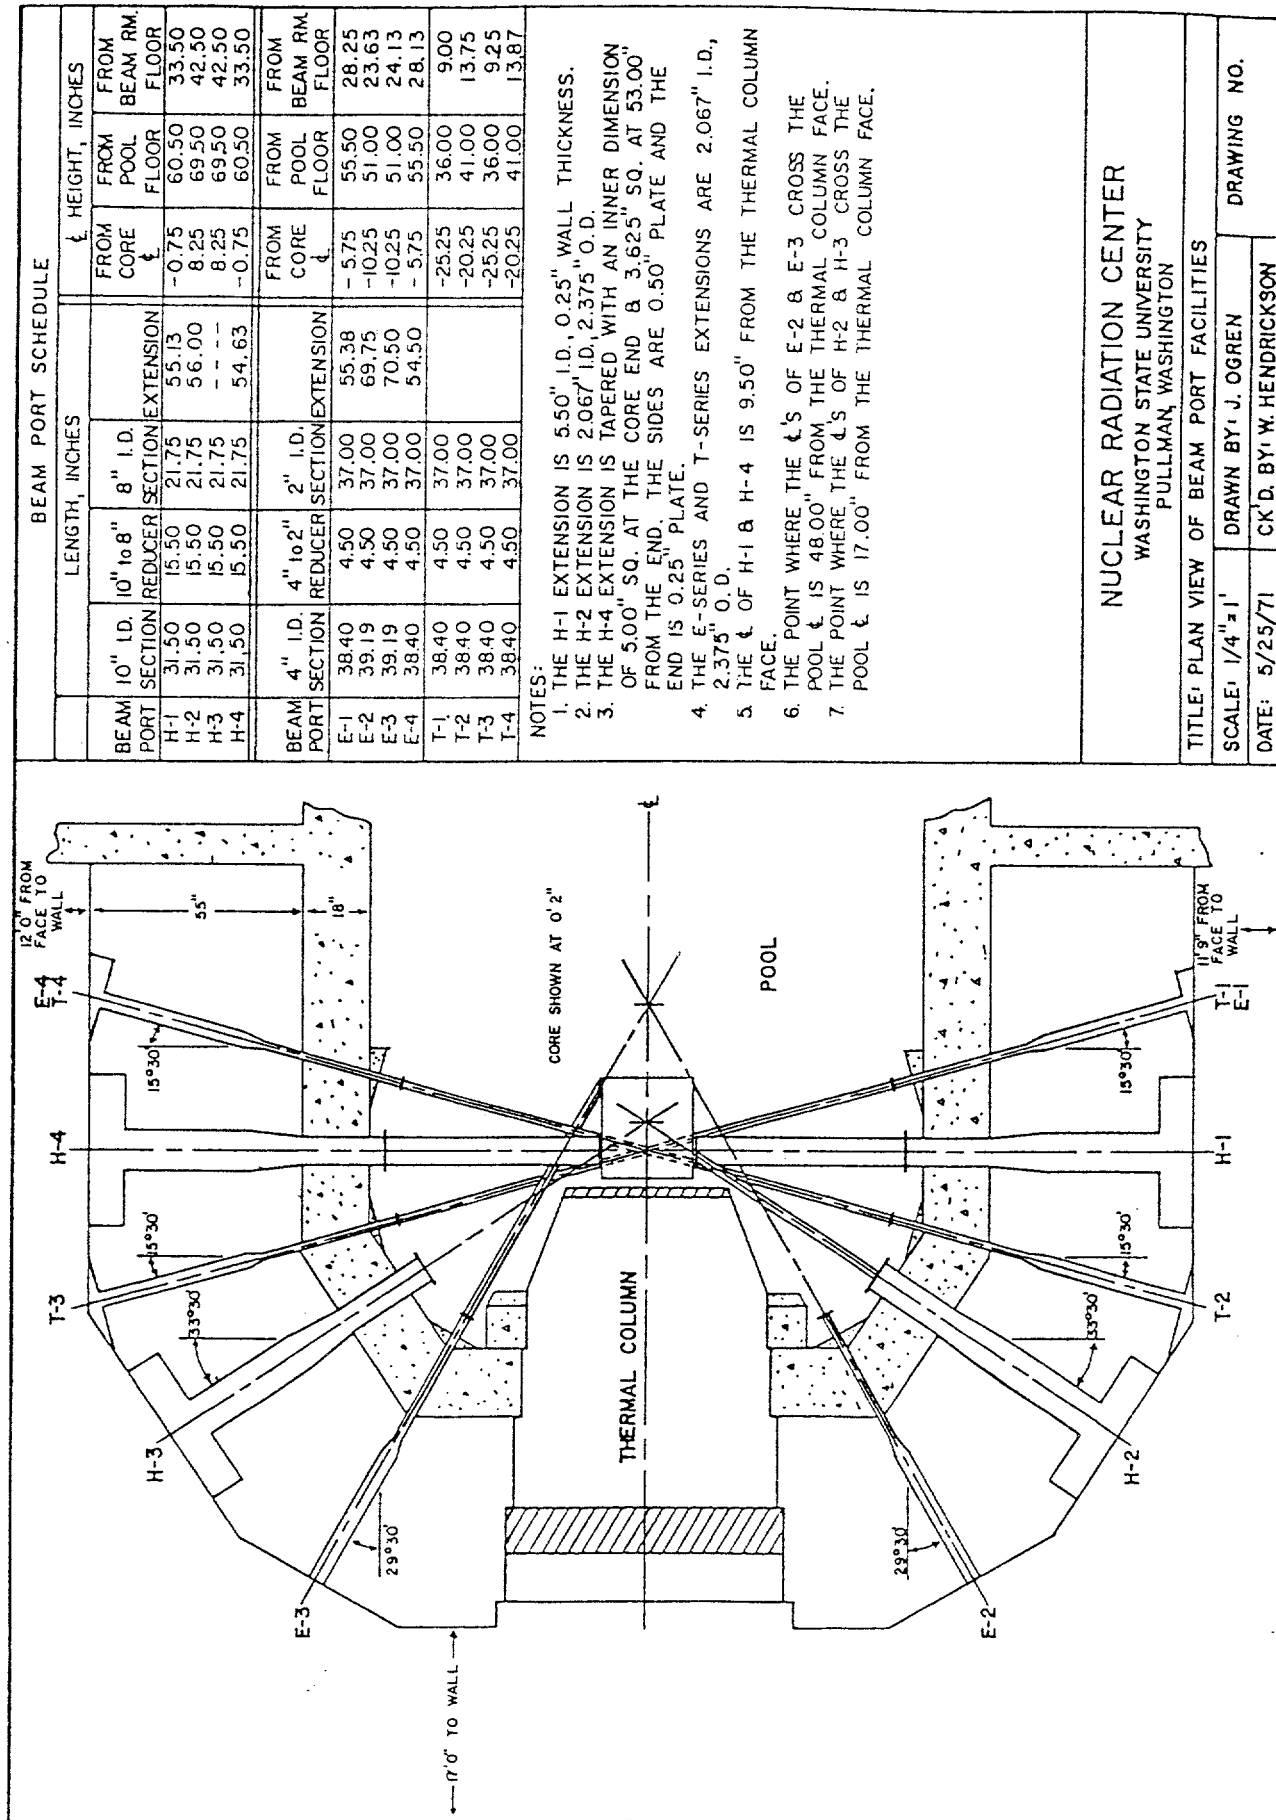 BEAM PORT SCHEDULE
LENGTH, INCHES
℄ HEIGHT, INCHES
BEAM PORT 10" I.D. SECTION 10" to 8" REDUCER 8" I.D. SECTION EXTENSION FROM CORE ℄ FROM POOL FLOOR FROM BEAM RM. FLOOR
H-1 31.50 15.50 21.75 55.13 -0.75 60.50 33.50
H-2 31.50 15.50 21.75 56.00 8.25 69.50 42.50
H-3 31.50 15.50 21.75 --- 8.25 69.50 42.50
H-4 31.50 15.50 21.75 54.63 -0.75 60.50 33.50
BEAM PORT 4" I.D. SECTION 4" to 2" REDUCER 2" I.D. SECTION EXTENSION FROM CORE ℄ FROM POOL FLOOR FROM BEAM RM. FLOOR
E-1 38.40 4.50 37.00 55.38 -5.75 55.50 28.25
E-2 39.19 4.50 37.00 69.75 -10.25 51.00 23.63
E-3 39.19 4.50 37.00 70.50 -10.25 51.00 24.13
E-4 38.40 4.50 37.00 54.50 -5.75 55.50 28.13
T-1 38.40 4.50 37.00 -25.25 36.00 9.00
T-2 38.40 4.50 37.00 -20.25 41.00 13.75
T-3 38.40 4.50 37.00 -25.25 36.00 9.25
T-4 38.40 4.50 37.00 -20.25 41.00 13.87
NOTES:
1. THE H-1 EXTENSION IS 5.50" I.D., 0.25" WALL THICKNESS.
2. THE H-2 EXTENSION IS 2.067" I.D., 2.375" O.D.
3. THE H-4 EXTENSION IS TAPERED WITH AN INNER DIMENSION
OF 5.00" SQ. AT THE CORE END & 3.625" SQ. AT 53.00"
FROM THE END. THE SIDES ARE 0.50" PLATE AND THE
END IS 0.25" PLATE.
4. THE E-SERIES AND T-SERIES EXTENSIONS ARE 2.067" I.D.,
2.375" O.D.
5. THE ℄ OF H-1 & H-4 IS 9.50" FROM THE THERMAL COLUMN
FACE.
6. THE POINT WHERE THE ℄'S OF E-2 & E-3 CROSS THE
POOL ℄ IS 48.00" FROM THE THERMAL COLUMN FACE.
7. THE POINT WHERE THE ℄'S OF H-2 & H-3 CROSS THE
POOL ℄ IS 17.00" FROM THE THERMAL COLUMN FACE.
NUCLEAR RADIATION CENTER
WASHINGTON STATE UNIVERSITY
PULLMAN, WASHINGTON
TITLE: PLAN VIEW OF BEAM PORT FACILITIES
SCALE: 1/4"=1'
DRAWN BY: J. OGREN
DRAWING NO.
DATE: 5/25/71
CK'D. BY: W. HENDRICKSON
12'0" FROM
FACE TO
WALL
55"
18"
E-4
T-4
15°30'
H-4
15°30'
T-3
33°30'
H-3
29°30'
E-3
CORE SHOWN AT 0'2"
℄
POOL
THERMAL COLUMN
TO WALL
11'9" FROM
FACE TO
WALL
T-1
E-1
15°30'
H-1
15°30'
T-2
33°30'
H-2
29°30'
E-2